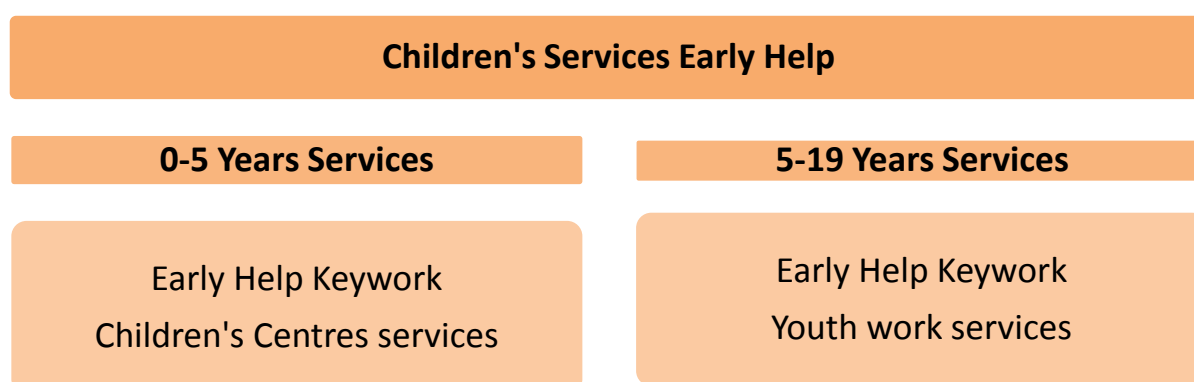 Children's Services Early Help
0-5 Years Services
5-19 Years Services
Early Help Keywork
Children's Centres services
Early Help Keywork
Youth work services